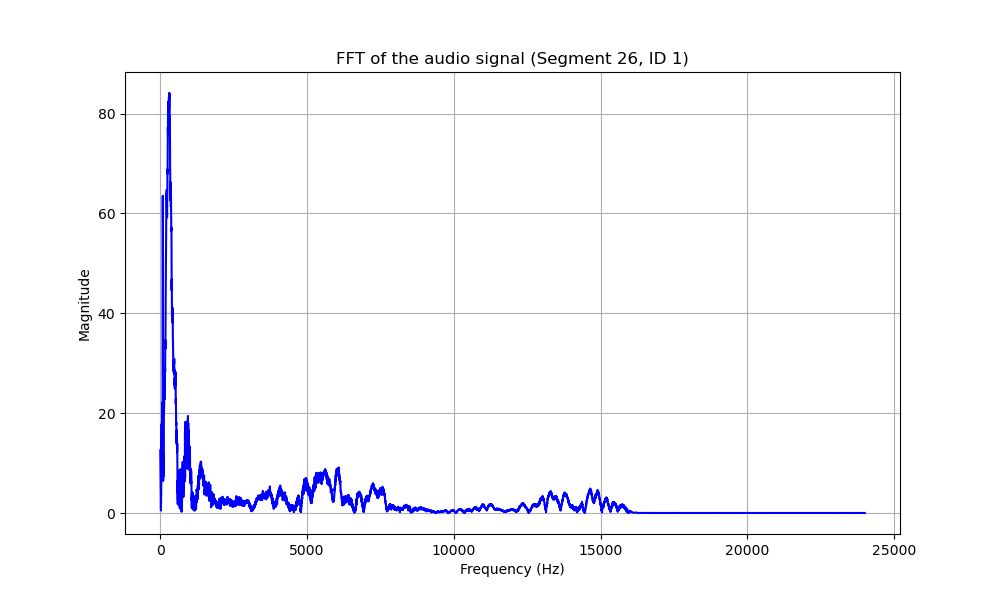 FFT of the audio signal (Segment 26, ID 1)
80
60
40
20
0
Magnitude
0 5000 10000 15000 20000 25000
Frequency (Hz)